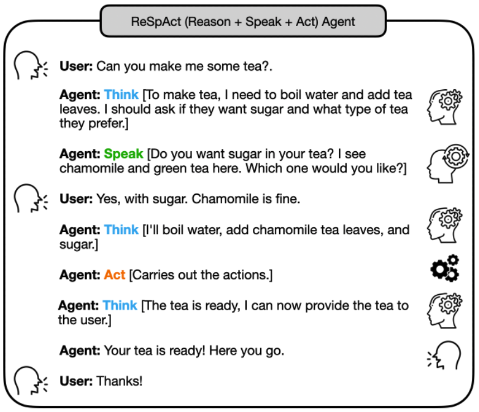 ReSpAct (Reason + Speak + Act) Agent
User: Can you make me some tea?.
Agent: Think [To make tea, I need to boil water and add tea
leaves. I should ask if they want sugar and what type of tea
they prefer.]
Agent: Speak [Do you want sugar in your tea? I see
chamomile and green tea here. Which one would you like?]
User: Yes, with sugar. Chamomile is fine.
Agent: Think [I'll boil water, add chamomile tea leaves, and
sugar.]
Agent: Act [Carries out the actions.]
Agent: Think [The tea is ready, I can now provide the tea to
the user.]
Agent: Your tea is ready! Here you go.
User: Thanks!